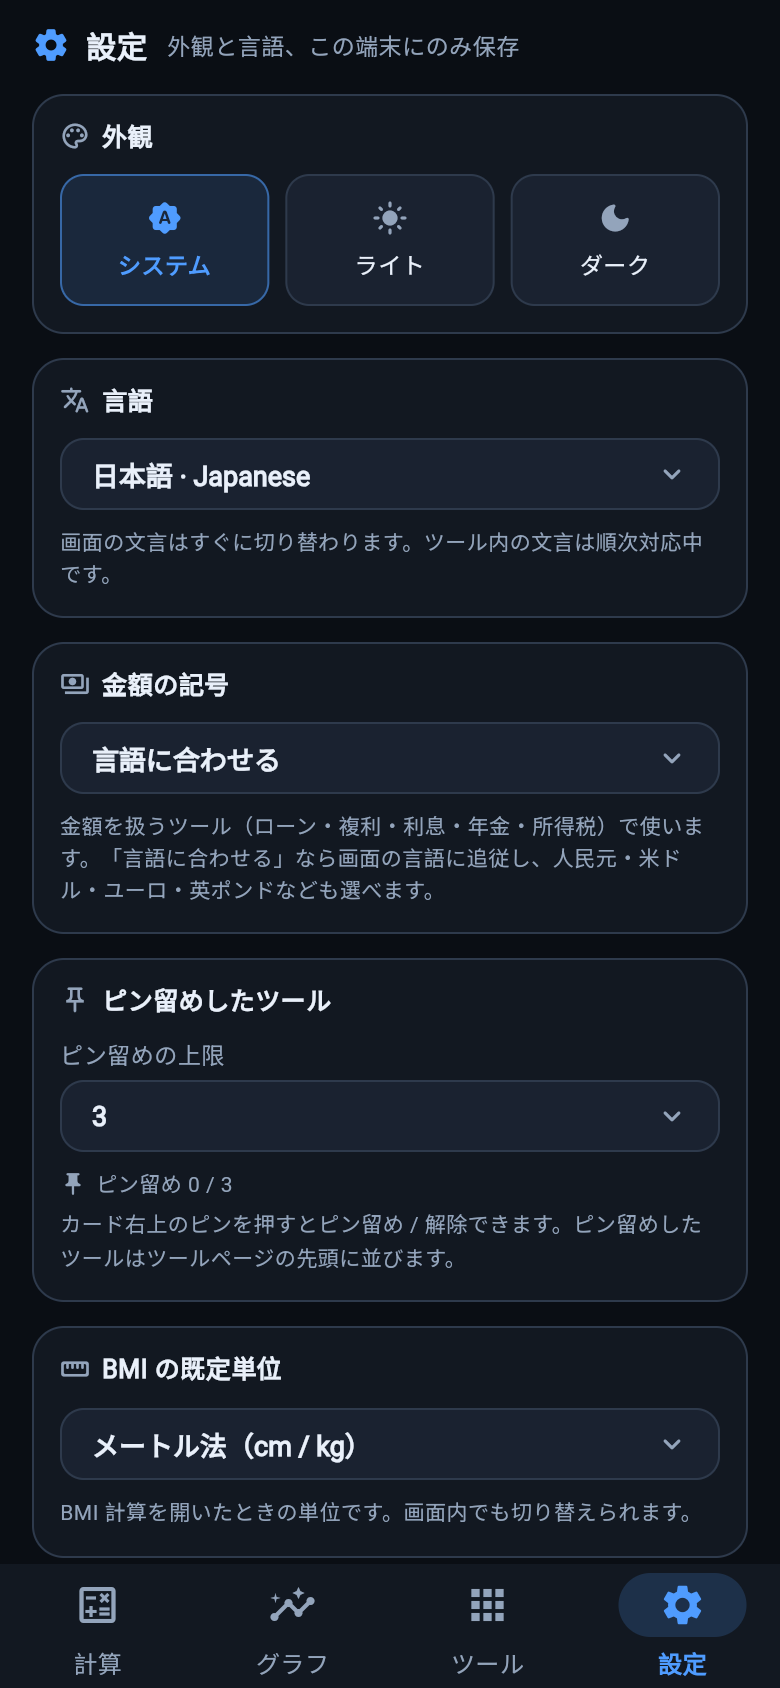 設定 外観と言語、この端末にのみ保存
外観
システム
ライト
ダーク
言語
日本語 · Japanese
画面の文言はすぐに切り替わります。ツール内の文言は順次対応中
です。
金額の記号
言語に合わせる
金額を扱うツール（ローン・複利・利息・年金・所得税）で使いま
す。「言語に合わせる」なら画面の言語に追従し、人民元・米ド
ル・ユーロ・英ポンドなども選べます。
ピン留めしたツール
ピン留めの上限
3
ピン留め 0 / 3
カード右上のピンを押すとピン留め / 解除できます。ピン留めした
ツールはツールページの先頭に並びます。
BMI の既定単位
メートル法（cm / kg）
BMI 計算を開いたときの単位です。画面内でも切り替えられます。
計算
グラフ
ツール
設定